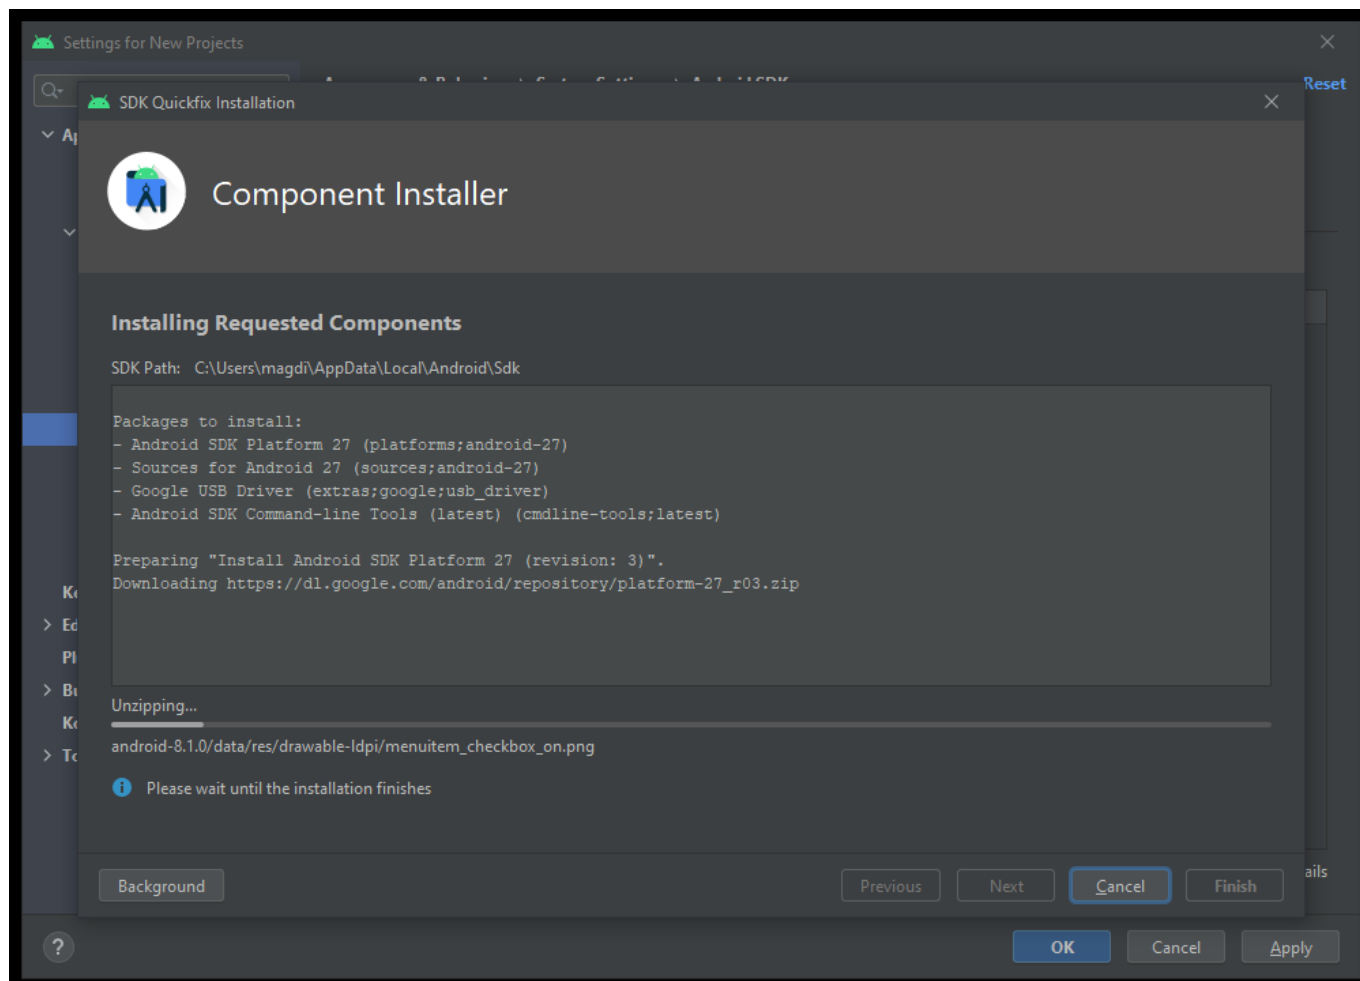 Settings for New Projects
Reset
SDK Quickfix Installation
Component Installer
Installing Requested Components
SDK Path: C:\Users\magdi\AppData\Local\Android\Sdk
Packages to install:
- Android SDK Platform 27 (platforms;android-27)
- Sources for Android 27 (sources;android-27)
- Google USB Driver (extras;google;usb_driver)
- Android SDK Command-line Tools (latest) (cmdline-tools;latest)
Preparing "Install Android SDK Platform 27 (revision: 3)".
Downloading https://dl.google.com/android/repository/platform-27_r03.zip
Unzipping...
android-8.1.0/data/res/drawable-ldpi/menuitem_checkbox_on.png
Please wait until the installation finishes
Background Previous Next Cancel Finish
? OK Cancel Apply